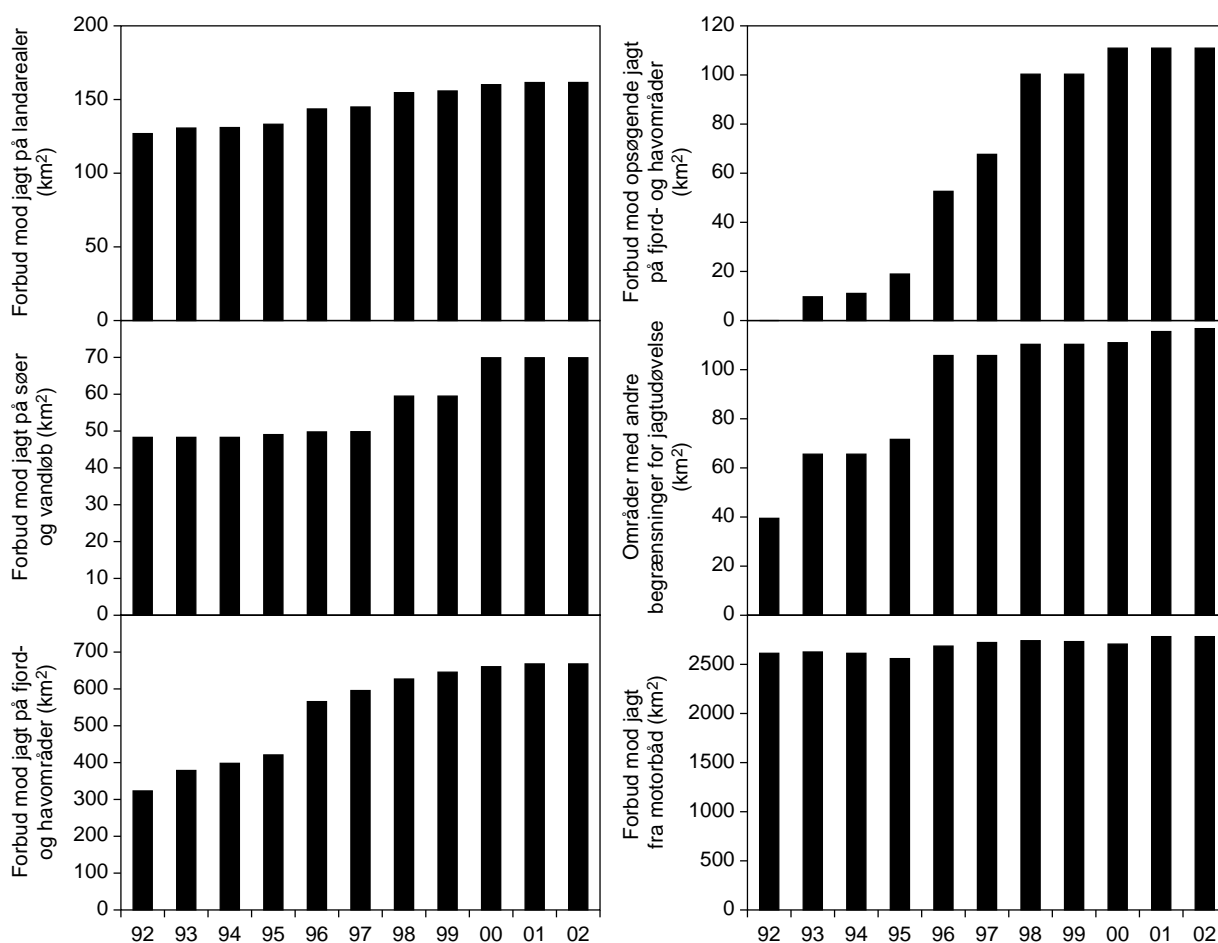 Forbud mod jagt på landarealer
(km²)
200
150
100
50
0
Forbud mod jagt på søer
og vandløb (km²)
70
60
50
40
30
20
10
0
Forbud mod jagt på fjord-
og havområder (km²)
700
600
500
400
300
200
100
0
92 93 94 95 96 97 98 99 00 01 02
Forbud mod opsøgende jagt
på fjord- og havområder
(km²)
120
100
80
60
40
20
0
Områder med andre
begrænsninger for jagtudøvelse
(km²)
100
80
60
40
20
0
Forbud mod jagt
fra motorbåd (km²)
2500
2000
1500
1000
500
0
92 93 94 95 96 97 98 99 00 01 02